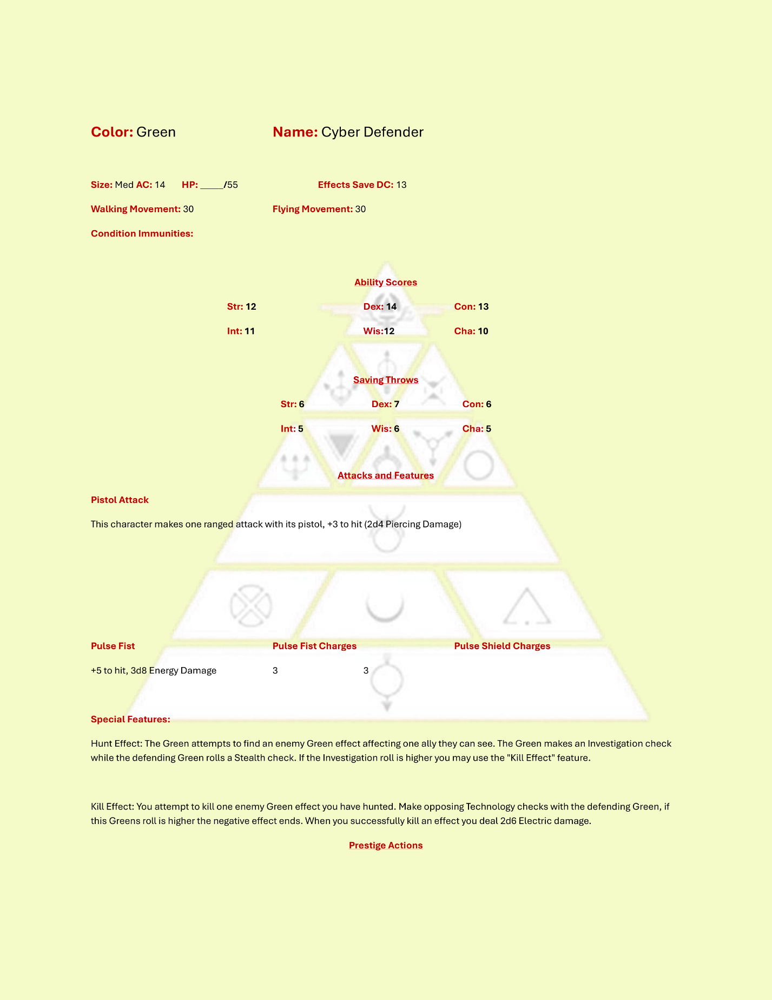 Color: Green Name: Cyber Defender
Size: Med AC: 14 HP: _____/55 Effects Save DC: 13
Walking Movement: 30 Flying Movement: 30
Condition Immunities:
Ability Scores
Str: 12 Dex: 14 Con: 13
Int: 11 Wis:12 Cha: 10
Saving Throws
Str: 6 Dex: 7 Con: 6
Int: 5 Wis: 6 Cha: 5
Attacks and Features
Pistol Attack
This character makes one ranged attack with its pistol, +3 to hit (2d4 Piercing Damage)
Pulse Fist Pulse Fist Charges Pulse Shield Charges
+5 to hit, 3d8 Energy Damage 3 3
Special Features:
Hunt Effect: The Green attempts to find an enemy Green effect affecting one ally they can see. The Green makes an Investigation check
while the defending Green rolls a Stealth check. If the Investigation roll is higher you may use the "Kill Effect" feature.
Kill Effect: You attempt to kill one enemy Green effect you have hunted. Make opposing Technology checks with the defending Green, if
this Greens roll is higher the negative effect ends. When you successfully kill an effect you deal 2d6 Electric damage.
Prestige Actions